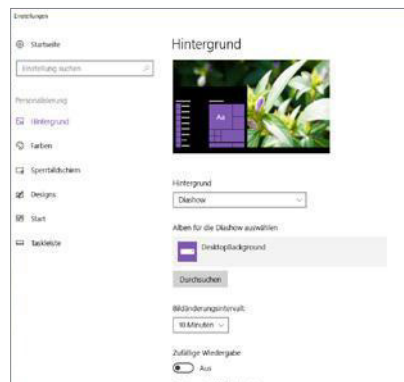 Einstellungen
Startseite
Einstellung suchen
Personalisierung
Hintergrund
Farben
Sperrbildschirm
Designs
Start
Taskleiste
Hintergrund
Aa
Hintergrund
Diashow
Alben für die Diashow auswählen
DesktopBackground
Durchsuchen
Bildänderungsintervall:
10 Minuten
Zufällige Wiedergabe
Aus